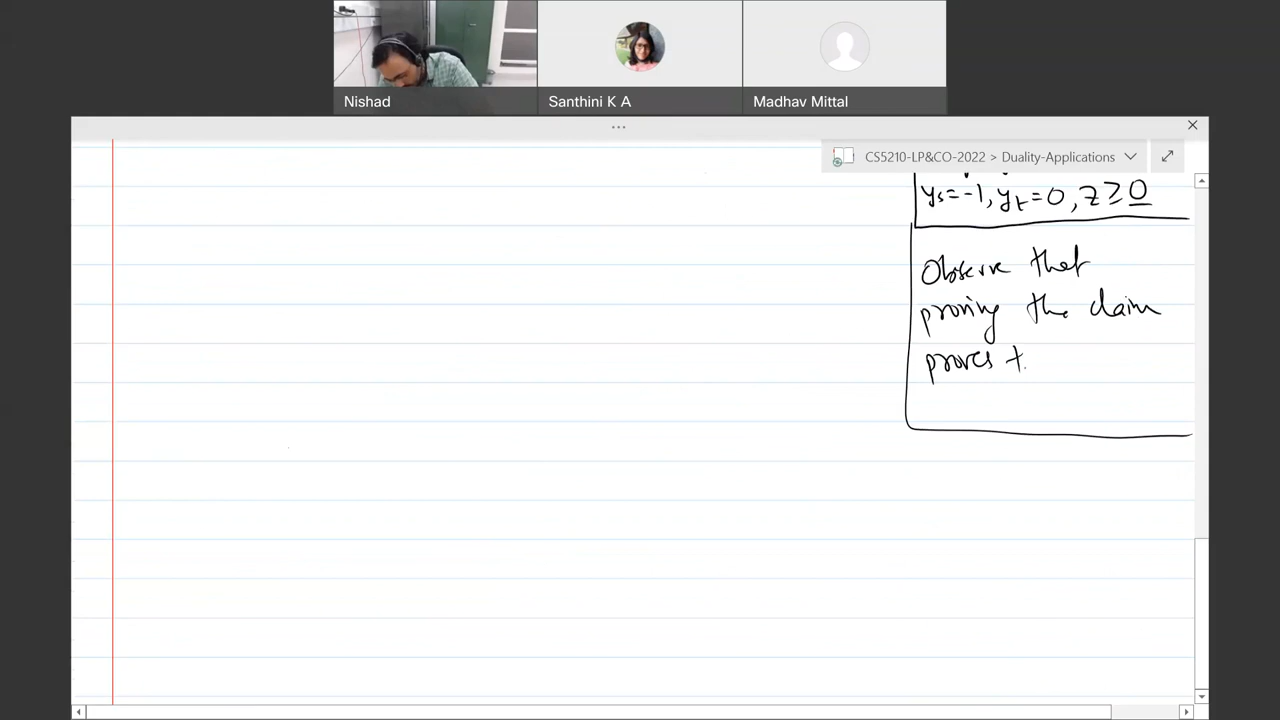 Nishad
Santhini K A
Madhav Mittal
CS5210-LP&CO-2022 > Duality-Applications
ys=-1, yt=0, z≥0
Observe that
proving the claim
proves t